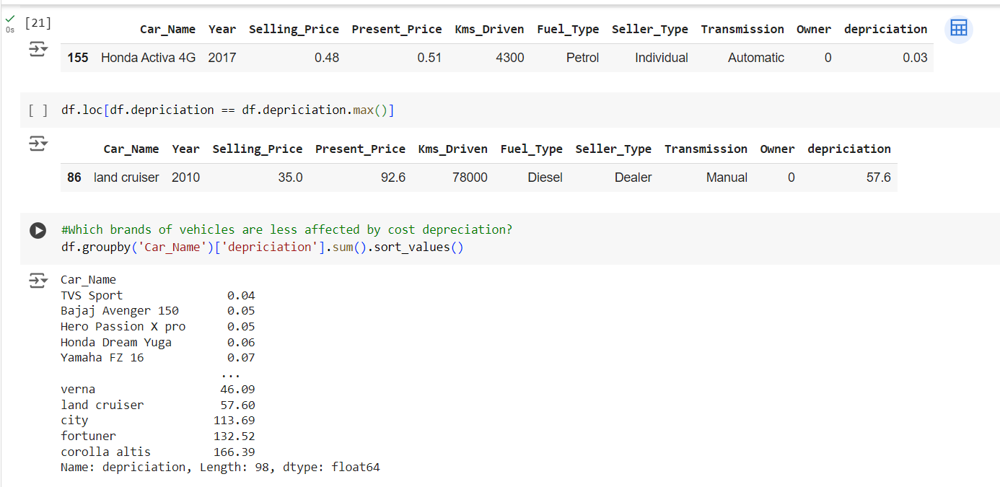 [21]
0s
Car_Name Year Selling_Price Present_Price Kms_Driven Fuel_Type Seller_Type Transmission Owner depriciation
155 Honda Activa 4G 2017 0.48 0.51 4300 Petrol Individual Automatic 0 0.03
[ ] df.loc[df.depriciation == df.depriciation.max()]
Car_Name Year Selling_Price Present_Price Kms_Driven Fuel_Type Seller_Type Transmission Owner depriciation
86 land cruiser 2010 35.0 92.6 78000 Diesel Dealer Manual 0 57.6
#Which brands of vehicles are less affected by cost depreciation?
df.groupby('Car_Name')['depriciation'].sum().sort_values()
Car_Name
TVS Sport 0.04
Bajaj Avenger 150 0.05
Hero Passion X pro 0.05
Honda Dream Yuga 0.06
Yamaha FZ 16 0.07
...
verna 46.09
land cruiser 57.60
city 113.69
fortuner 132.52
corolla altis 166.39
Name: depriciation, Length: 98, dtype: float64